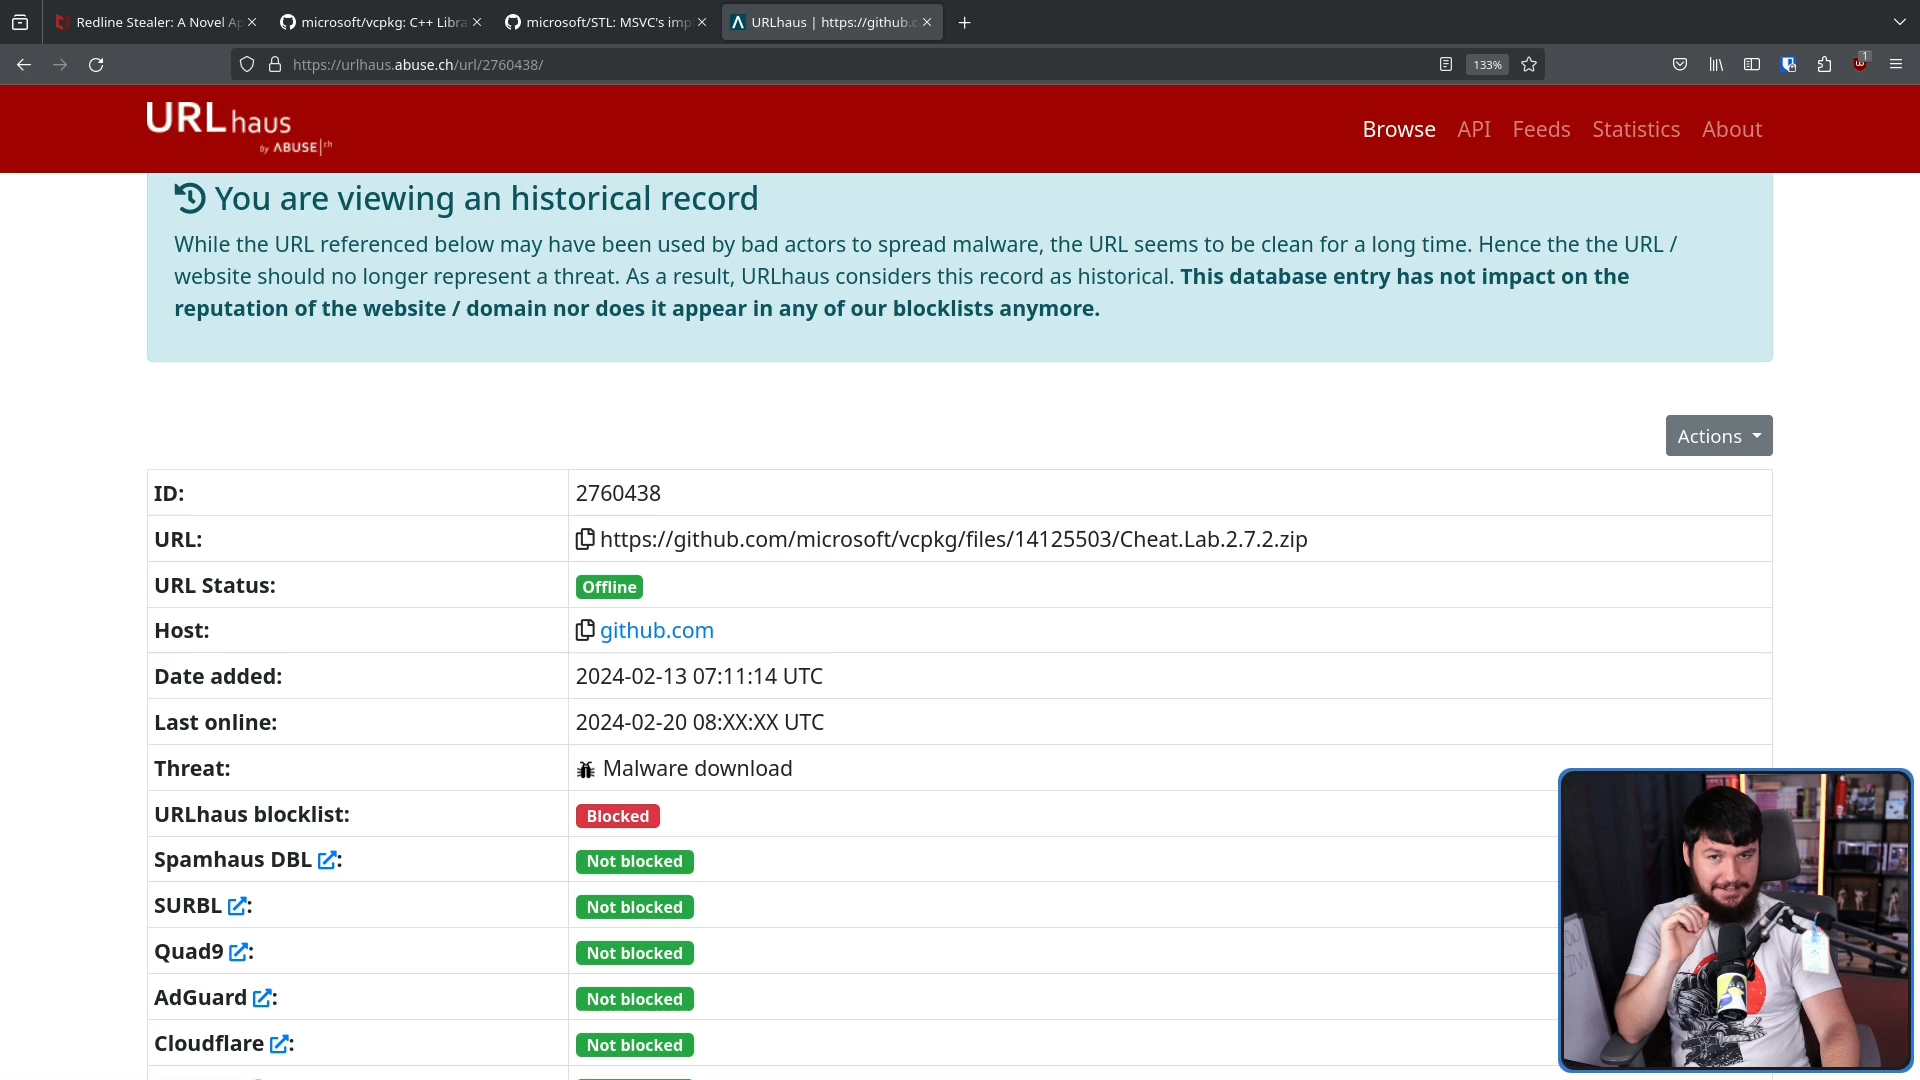 Redline Stealer: A Novel Ap
microsoft/vcpkg: C++ Libra
microsoft/STL: MSVC's imp
URLhaus | https://github.c
https://urlhaus.abuse.ch/url/2760438/
133%
1
URLhaus
by ABUSE|ch
Browse
API
Feeds
Statistics
About
You are viewing an historical record
While the URL referenced below may have been used by bad actors to spread malware, the URL seems to be clean for a long time. Hence the the URL /
website should no longer represent a threat. As a result, URLhaus considers this record as historical. This database entry has not impact on the
reputation of the website / domain nor does it appear in any of our blocklists anymore.
Actions
ID: 2760438
URL: https://github.com/microsoft/vcpkg/files/14125503/Cheat.Lab.2.7.2.zip
URL Status: Offline
Host: github.com
Date added: 2024-02-13 07:11:14 UTC
Last online: 2024-02-20 08:XX:XX UTC
Threat: Malware download
URLhaus blocklist: Blocked
Spamhaus DBL : Not blocked
SURBL : Not blocked
Quad9 : Not blocked
AdGuard : Not blocked
Cloudflare : Not blocked